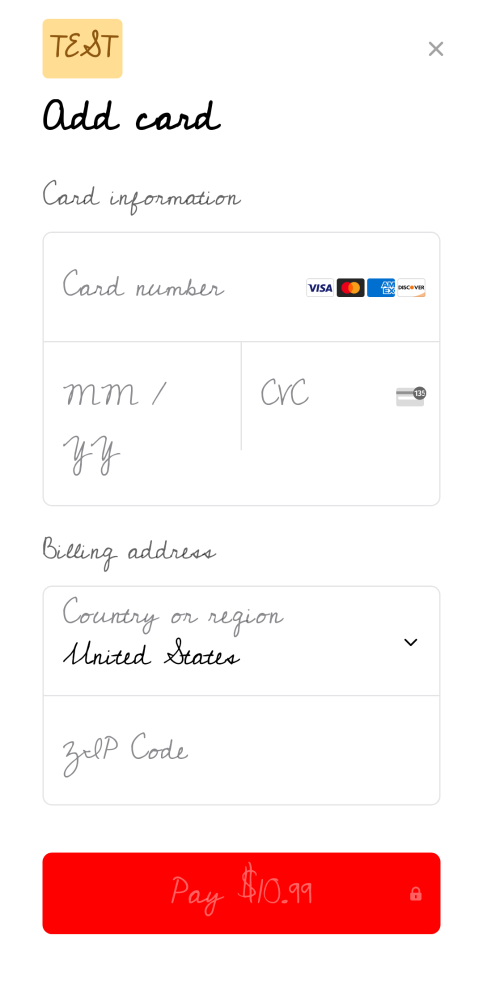 TEST
Add card
Card information
Card number VISA AMEX DISCOVER
MM / CVC 135
YY
Billing address
Country or region
United States
ZIP Code
Pay $10.99